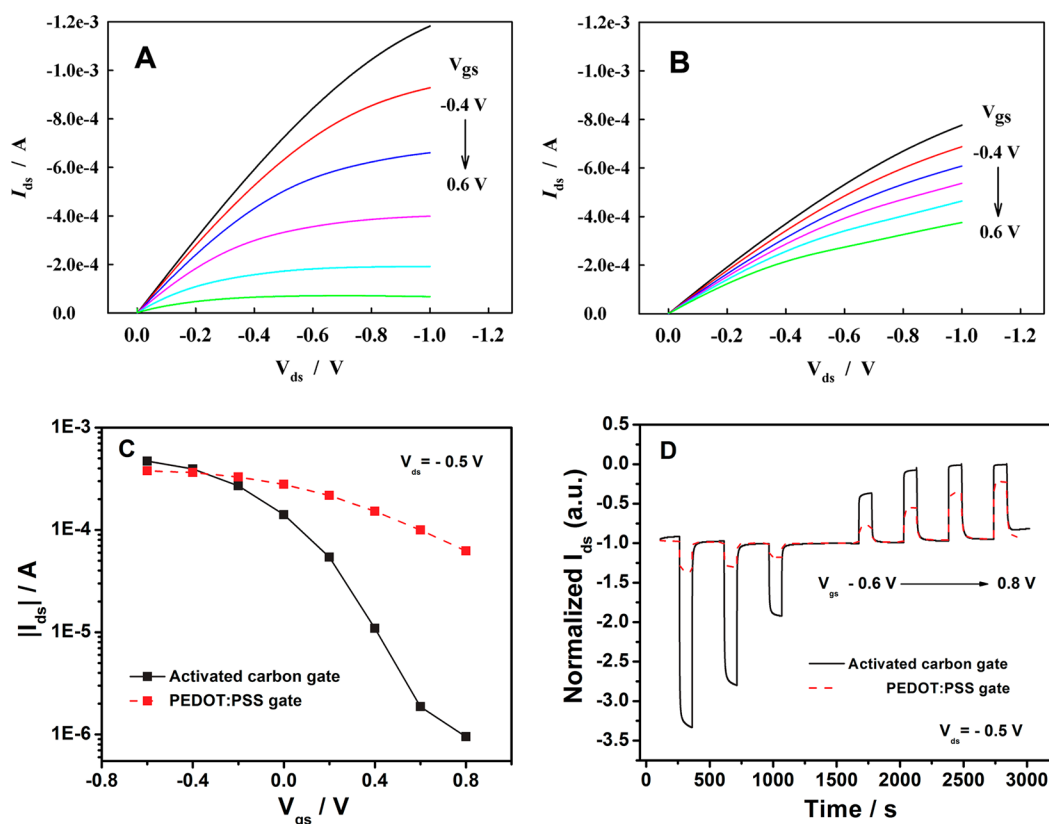 A
-1.2e-3
-1.0e-3
-8.0e-4
-6.0e-4
-4.0e-4
-2.0e-4
0.0
Ids / A
Vgs
-0.4 V
0.6 V
0.0 -0.2 -0.4 -0.6 -0.8 -1.0 -1.2
Vds / V
B
-1.2e-3
-1.0e-3
-8.0e-4
-6.0e-4
-4.0e-4
-2.0e-4
0.0
Ids / A
Vgs
-0.4 V
0.6 V
0.0 -0.2 -0.4 -0.6 -0.8 -1.0 -1.2
Vds / V
C
1E-3
1E-4
1E-5
1E-6
|Ids| / A
Vds = - 0.5 V
Activated carbon gate
PEDOT:PSS gate
-0.8 -0.4 0.0 0.4 0.8
Vgs / V
D
0.5
0.0
-0.5
-1.0
-1.5
-2.0
-2.5
-3.0
-3.5
Normalized Ids (a.u.)
Vgs - 0.6 V 0.8 V
Activated carbon gate
PEDOT:PSS gate
Vds = - 0.5 V
0 500 1000 1500 2000 2500 3000
Time / s